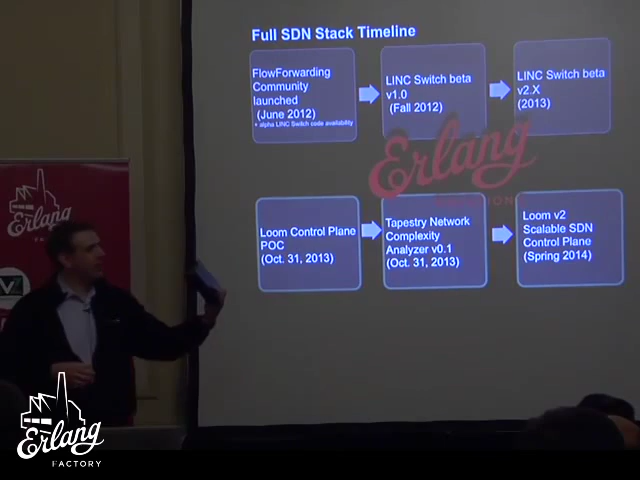 Full SDN Stack Timeline
FlowForwarding
Community
launched
(June 2012)
+ alpha LINC Switch code availability
LINC Switch beta
v1.0
(Fall 2012)
LINC Switch beta
v2.X
(2013)
Erlang
Loom Control Plane
POC
(Oct. 31, 2013)
Tapestry Network
Complexity
Analyzer v0.1
(Oct. 31, 2013)
Loom v2
Scalable SDN
Control Plane
(Spring 2014)
Erlang
Erlang
FACTORY